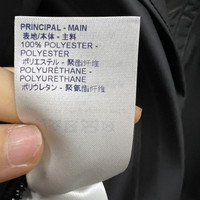 PRINCIPAL - MAIN
表地/本体 - 主料
100% POLYESTER -
POLYESTER
ポリエステル - 聚酯纤维
POLYURETHANE -
POLYURETHANE
ポリウレタン - 聚氨酯纤维